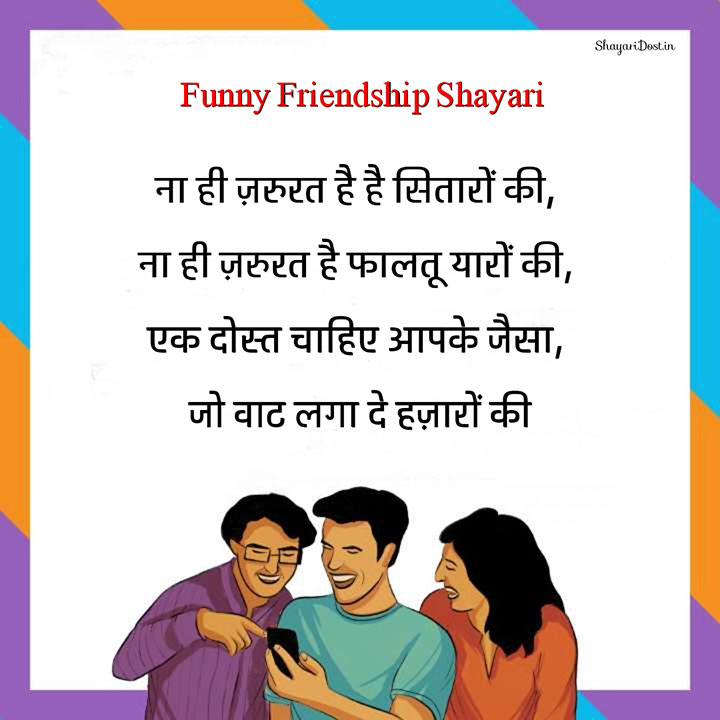 ShayariDost.in
Funny Friendship Shayari
ना ही ज़रुरत है है सितारों की,
ना ही ज़रुरत है फालतू यारों की,
एक दोस्त चाहिए आपके जैसा,
जो वाट लगा दे हज़ारों की